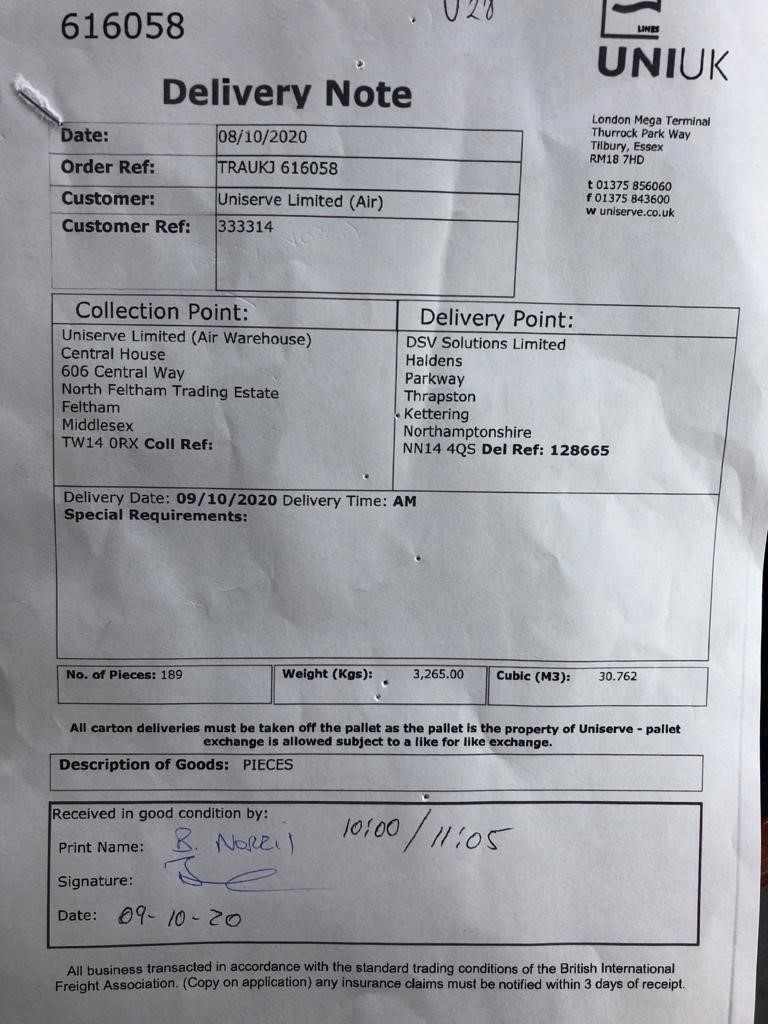 616058
U28
LINES
UNIUK
Delivery Note
London Mega Terminal
Thurrock Park Way
Tilbury, Essex
RM18 7HD
t 01375 856060
f 01375 843600
w uniserve.co.uk
Date: 08/10/2020
Order Ref: TRAUKJ 616058
Customer: Uniserve Limited (Air)
Customer Ref: 333314
Collection Point:
Uniserve Limited (Air Warehouse)
Central House
606 Central Way
North Feltham Trading Estate
Feltham
Middlesex
TW14 0RX Coll Ref:
Delivery Point:
DSV Solutions Limited
Haldens
Parkway
Thrapston
Kettering
Northamptonshire
NN14 4QS Del Ref: 128665
Delivery Date: 09/10/2020 Delivery Time: AM
Special Requirements:
No. of Pieces: 189 Weight (Kgs): 3,265.00 Cubic (M3): 30.762
All carton deliveries must be taken off the pallet as the pallet is the property of Uniserve - pallet
exchange is allowed subject to a like for like exchange.
Description of Goods: PIECES
Received in good condition by:
Print Name: B. 10:00 / 11:05
Signature:
Date: 09-10-20
All business transacted in accordance with the standard trading conditions of the British International
Freight Association. (Copy on application) any insurance claims must be notified within 3 days of receipt.